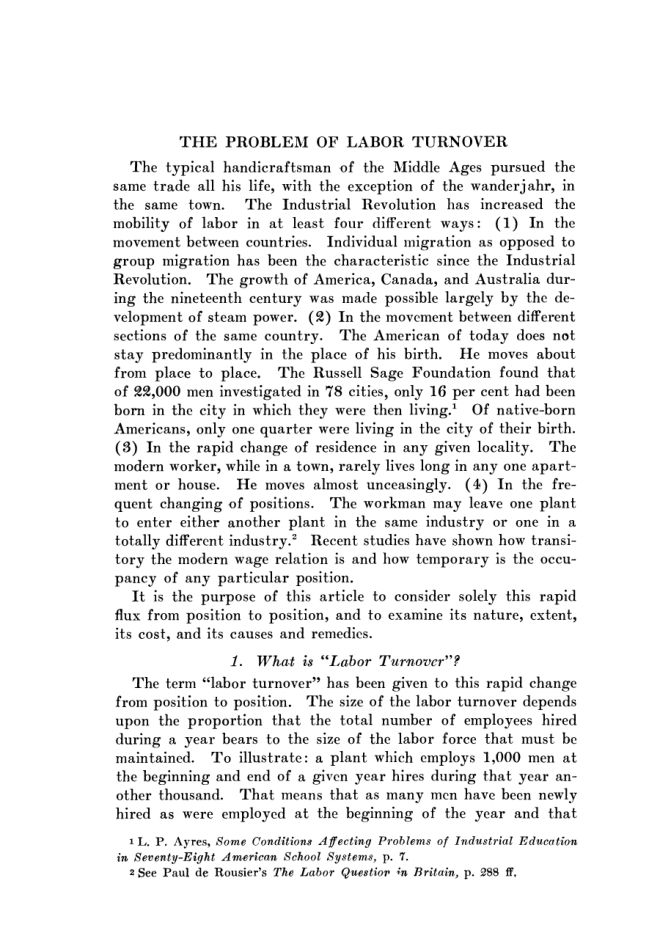 THE PROBLEM OF LABOR TURNOVER
The typical handicraftsman of the Middle Ages pursued the
same trade all his life, with the exception of the wanderjahr, in
the same town. The Industrial Revolution has increased the
mobility of labor in at least four different ways: (1) In the
movement between countries. Individual migration as opposed to
group migration has been the characteristic since the Industrial
Revolution. The growth of America, Canada, and Australia dur-
ing the nineteenth century was made possible largely by the de-
velopment of steam power. (2) In the movement between different
sections of the same country. The American of today does not
stay predominantly in the place of his birth. He moves about
from place to place. The Russell Sage Foundation found that
of 22,000 men investigated in 78 cities, only 16 per cent had been
born in the city in which they were then living.¹ Of native-born
Americans, only one quarter were living in the city of their birth.
(3) In the rapid change of residence in any given locality. The
modern worker, while in a town, rarely lives long in any one apart-
ment or house. He moves almost unceasingly. (4) In the fre-
quent changing of positions. The workman may leave one plant
to enter either another plant in the same industry or one in a
totally different industry.² Recent studies have shown how transi-
tory the modern wage relation is and how temporary is the occu-
pancy of any particular position.
It is the purpose of this article to consider solely this rapid
flux from position to position, and to examine its nature, extent,
its cost, and its causes and remedies.
1. What is "Labor Turnover"?
The term "labor turnover" has been given to this rapid change
from position to position. The size of the labor turnover depends
upon the proportion that the total number of employees hired
during a year bears to the size of the labor force that must be
maintained. To illustrate: a plant which employs 1,000 men at
the beginning and end of a given year hires during that year an-
other thousand. That means that as many men have been newly
hired as were employed at the beginning of the year and that
¹ L. P. Ayres, Some Conditions Affecting Problems of Industrial Education
in Seventy-Eight American School Systems, p. 7.
² See Paul de Rousier's The Labor Question in Britain, p. 288 ff.